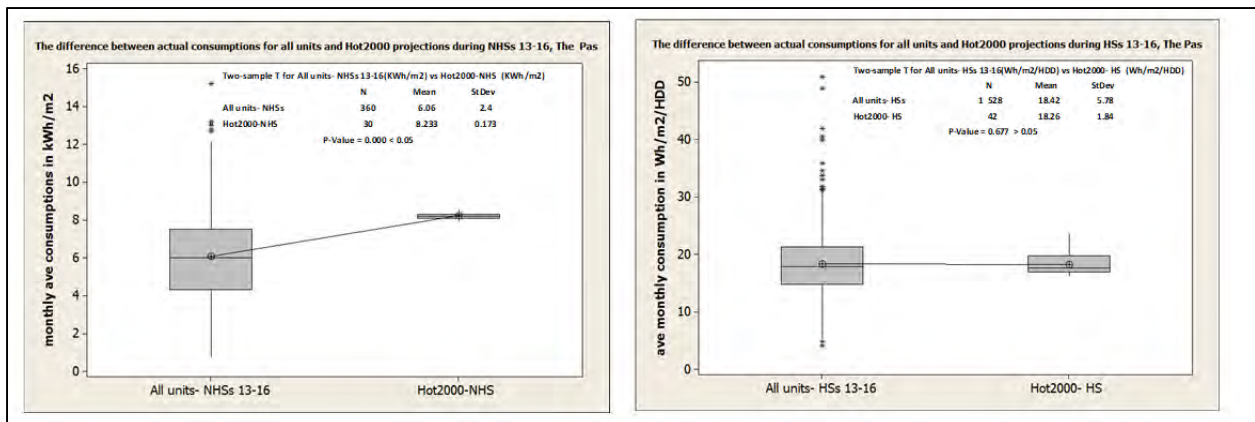 The difference between actual consumptions for all units and Hot2000 projections during NHSs 13-16, The Pas
Two-sample T for All units- NHSs 13-16(KWh/m2) vs Hot2000-NHS (KWh/m2)
N Mean StDev
All units- NHSs 360 6.06 2.4
Hot2000-NHS 30 8.233 0.173
P-Value = 0.000 < 0.05
monthly ave consumptions in kWh/m2
16
14
12
10
8
6
4
2
0
All units- NHSs 13-16 Hot2000-NHS
The difference between actual consumptions for all units and Hot2000 projections during HSs 13-16, The Pas
Two-sample T for All units- HSs 13-16(Wh/m2/HDD) vs Hot2000- HS (Wh/m2/HDD)
N Mean StDev
All units- HSs 1 528 18.42 5.78
Hot2000- HS 42 18.26 1.84
P-Value = 0.677 > 0.05
ave monthly consumption in Wh/m2/HDD
50
40
30
20
10
0
All units- HSs 13-16 Hot2000- HS